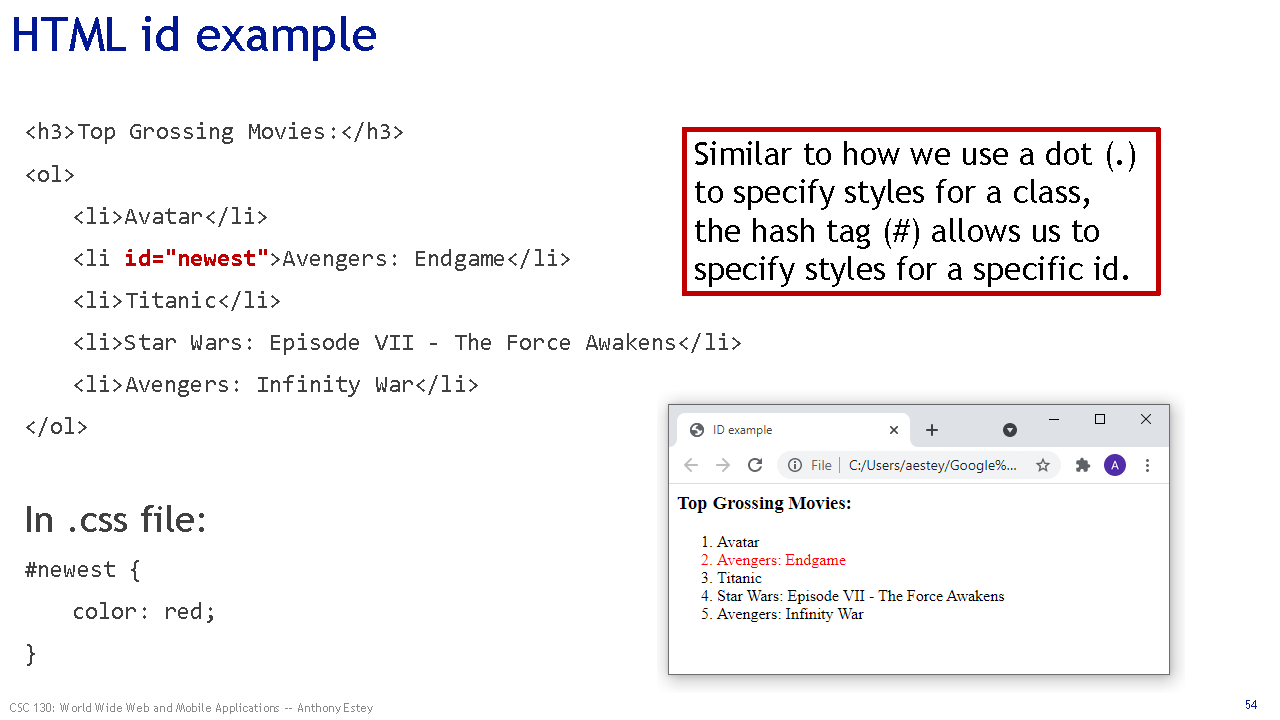 HTML id example
<h3>Top Grossing Movies:</h3>
<ol>
<li>Avatar</li>
<li id="newest">Avengers: Endgame</li>
<li>Titanic</li>
<li>Star Wars: Episode VII - The Force Awakens</li>
<li>Avengers: Infinity War</li>
</ol>
In .css file:
#newest {
color: red;
}
Similar to how we use a dot (.)
to specify styles for a class,
the hash tag (#) allows us to
specify styles for a specific id.
ID example
File | C:/Users/aestey/Google%...
A
Top Grossing Movies:
1. Avatar
2. Avengers: Endgame
3. Titanic
4. Star Wars: Episode VII - The Force Awakens
5. Avengers: Infinity War
CSC 130: World Wide Web and Mobile Applications -- Anthony Estey
54